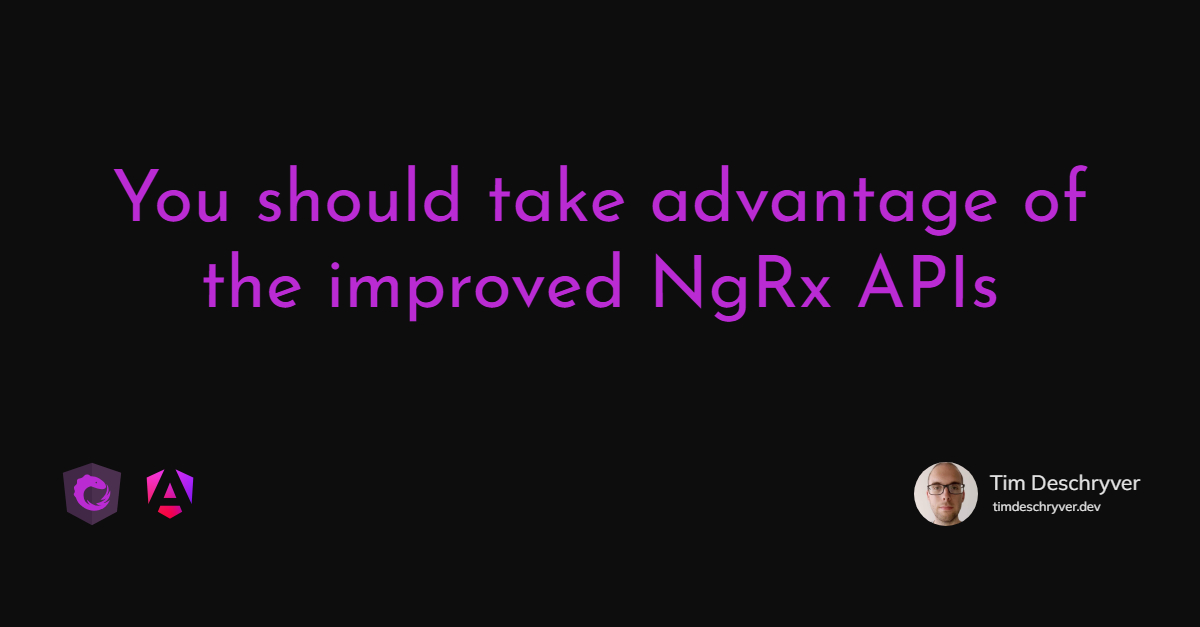 You should take advantage of
the improved NgRx APIs
Tim Deschryver
timdeschryver.dev